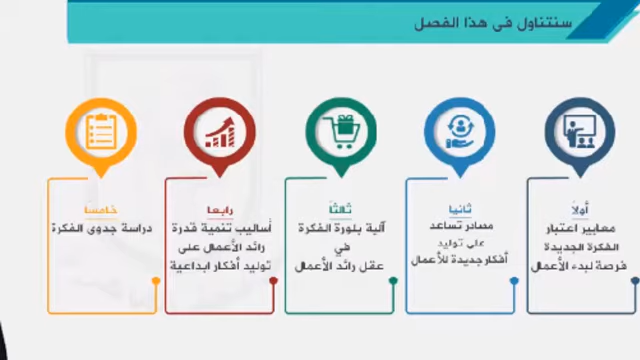 سنتناول في هذا الفصل
أولاً
معايير اعتبار
الفكرة الجديدة
فرصة لبدء الأعمال
ثانيا
مصادر تساعد
على توليد
أفكار جديدة للأعمال
ثالثاً
آلية بلورة الفكرة
في
عقل رائد الأعمال
رابعا
أساليب تنمية قدرة
رائد الأعمال على
توليد أفكار ابداعية
خامساً
دراسة جدوى الفكرة